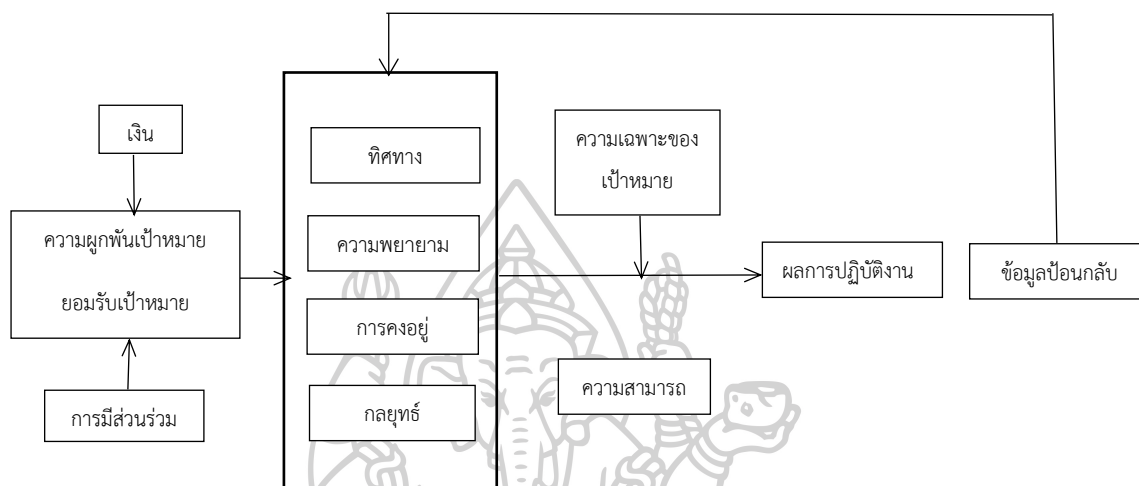 เงิน
ความผูกพันเป้าหมาย
ยอมรับเป้าหมาย
การมีส่วนร่วม
ทิศทาง
ความพยายาม
การคงอยู่
กลยุทธ์
ความเฉพาะของ
เป้าหมาย
ความสามารถ
ผลการปฏิบัติงาน
ข้อมูลป้อนกลับ